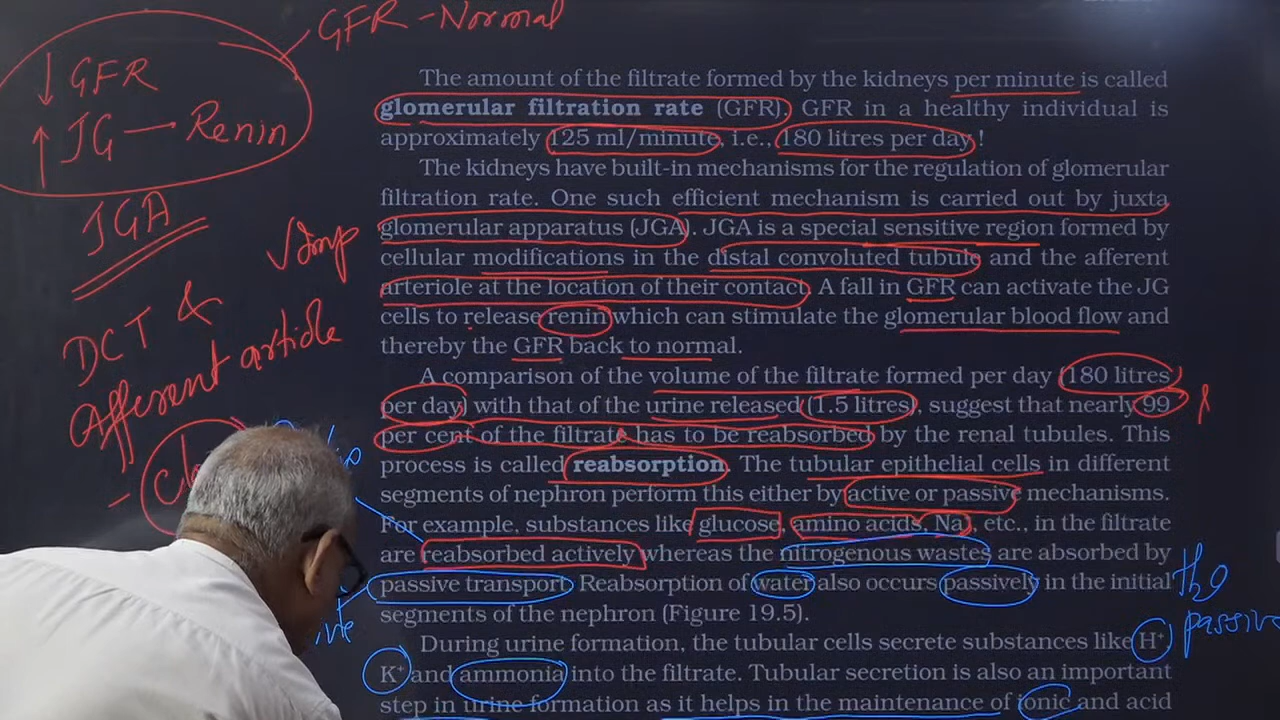 GFR - Normal
↓ GFR
↑ JG → Renin
JGA
√ Imp
DCT &
Afferent article
The amount of the filtrate formed by the kidneys per minute is called
glomerular filtration rate (GFR). GFR in a healthy individual is
approximately 125 ml/minute, i.e., 180 litres per day !
The kidneys have built-in mechanisms for the regulation of glomerular
filtration rate. One such efficient mechanism is carried out by juxta
glomerular apparatus (JGA). JGA is a special sensitive region formed by
cellular modifications in the distal convoluted tubule and the afferent
arteriole at the location of their contact. A fall in GFR can activate the JG
cells to release renin which can stimulate the glomerular blood flow and
thereby the GFR back to normal.
A comparison of the volume of the filtrate formed per day (180 litres
per day) with that of the urine released (1.5 litres), suggest that nearly 99
per cent of the filtrate has to be reabsorbed by the renal tubules. This
process is called reabsorption. The tubular epithelial cells in different
segments of nephron perform this either by active or passive mechanisms.
For example, substances like glucose, amino acids, Na, etc., in the filtrate
are reabsorbed actively whereas the nitrogenous wastes are absorbed by
passive transport. Reabsorption of water also occurs passively in the initial
segments of the nephron (Figure 19.5).
passive
During urine formation, the tubular cells secrete substances like H⁺,
K⁺ and ammonia into the filtrate. Tubular secretion is also an important
step in urine formation as it helps in the maintenance of ionic and acid